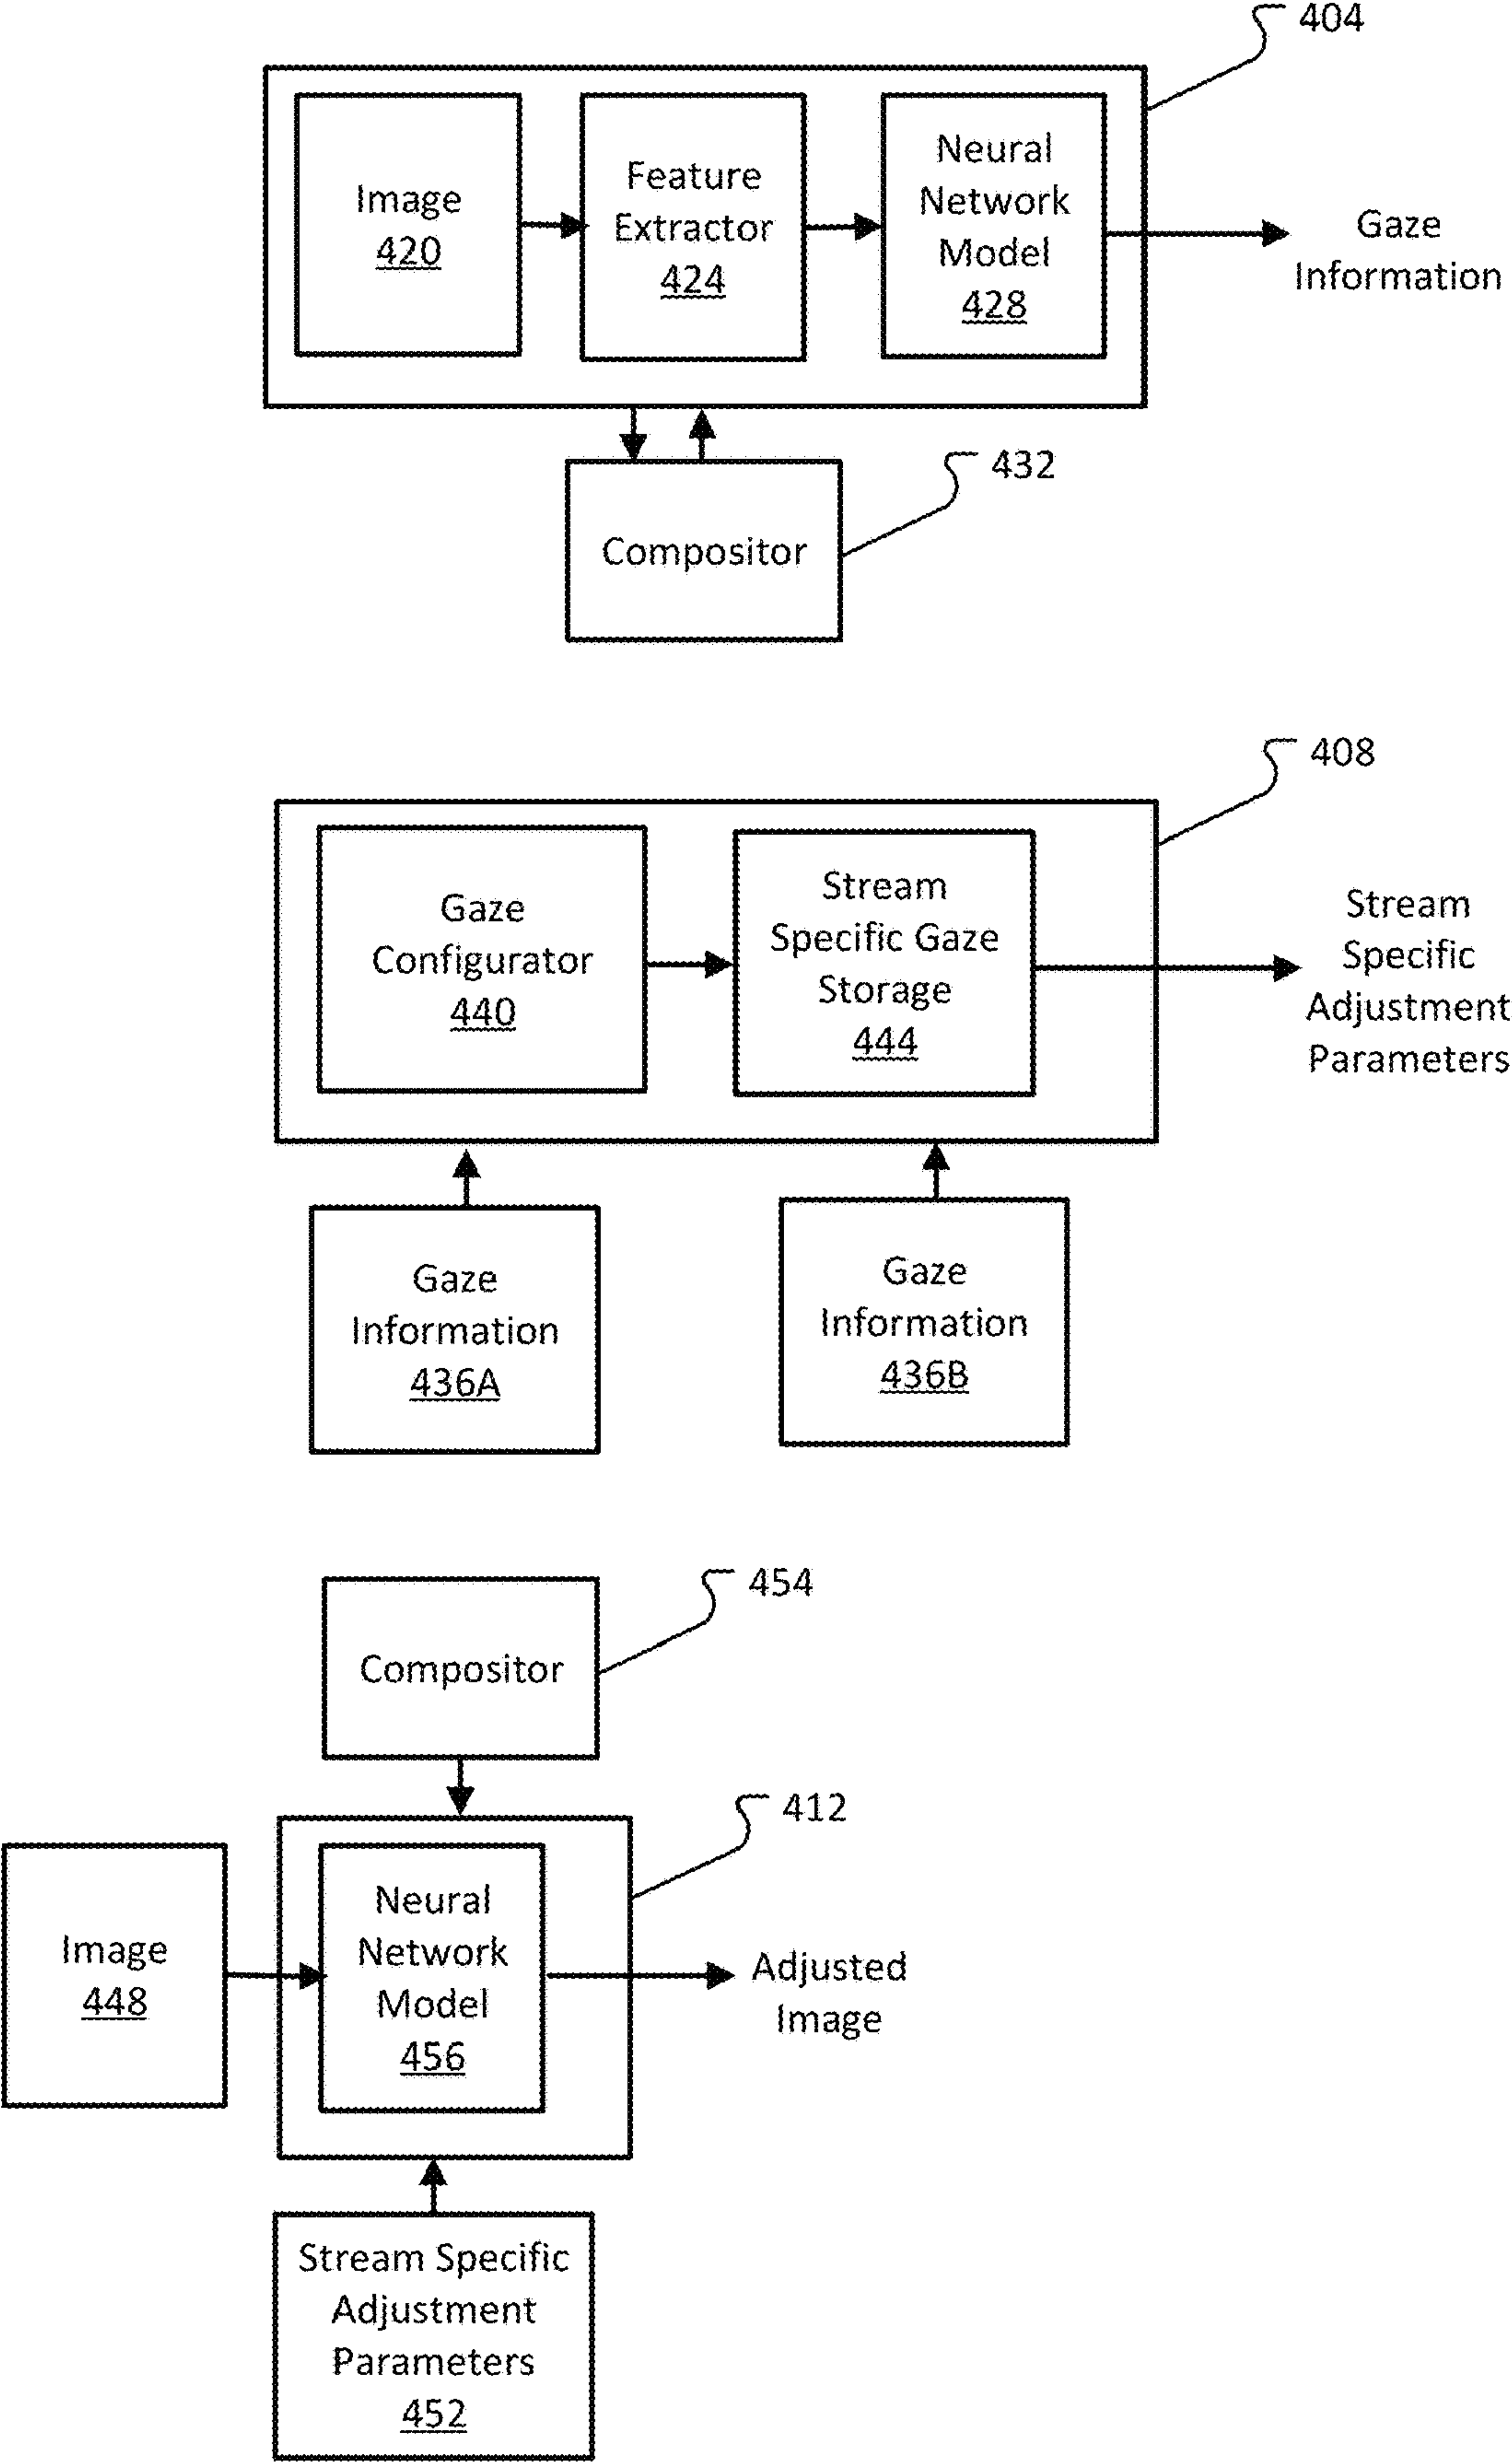 404
Image
420
Feature
Extractor
424
Neural
Network
Model
428
Gaze
Information
432
Compositor
408
Gaze
Configurator
440
Stream
Specific Gaze
Storage
444
Stream
Specific
Adjustment
Parameters
Gaze
Information
436A
Gaze
Information
436B
454
Compositor
412
Image
448
Neural
Network
Model
456
Adjusted
Image
Stream Specific
Adjustment
Parameters
452